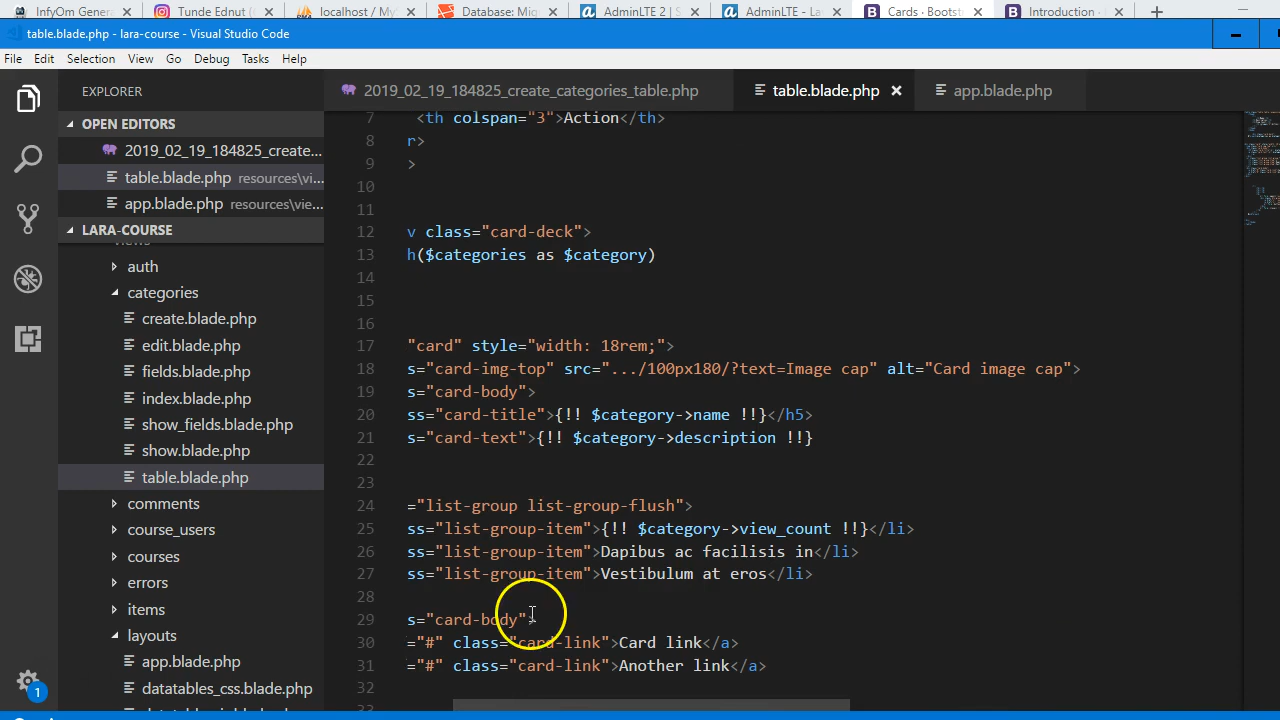 InfyOm Genera
Tunde Ednut (
localhost / My
Database: Mig
AdminLTE 2 | S
AdminLTE - La
Cards · Bootst
Introduction ·
table.blade.php - lara-course - Visual Studio Code
File Edit Selection View Go Debug Tasks Help
EXPLORER
2019_02_19_184825_create_categories_table.php
table.blade.php
app.blade.php
OPEN EDITORS
2019_02_19_184825_create...
table.blade.php resources\vi...
app.blade.php resources\vie...
LARA-COURSE
views
auth
categories
create.blade.php
edit.blade.php
fields.blade.php
index.blade.php
show_fields.blade.php
show.blade.php
table.blade.php
comments
course_users
courses
errors
items
layouts
app.blade.php
datatables_css.blade.php
1
7 <th colspan="3">Action</th>
8 r>
9 >
10
11
12 v class="card-deck">
13 h($categories as $category)
14
15
16
17 "card" style="width: 18rem;">
18 s="card-img-top" src=".../100px180/?text=Image cap" alt="Card image cap">
19 s="card-body">
20 ss="card-title">{!! $category->name !!}</h5>
21 s="card-text">{!! $category->description !!}
22
23
24 ="list-group list-group-flush">
25 ss="list-group-item">{!! $category->view_count !!}</li>
26 ss="list-group-item">Dapibus ac facilisis in</li>
27 ss="list-group-item">Vestibulum at eros</li>
28
29 s="card-body">
30 ="#" class="card-link">Card link</a>
31 ="#" class="card-link">Another link</a>
32
33